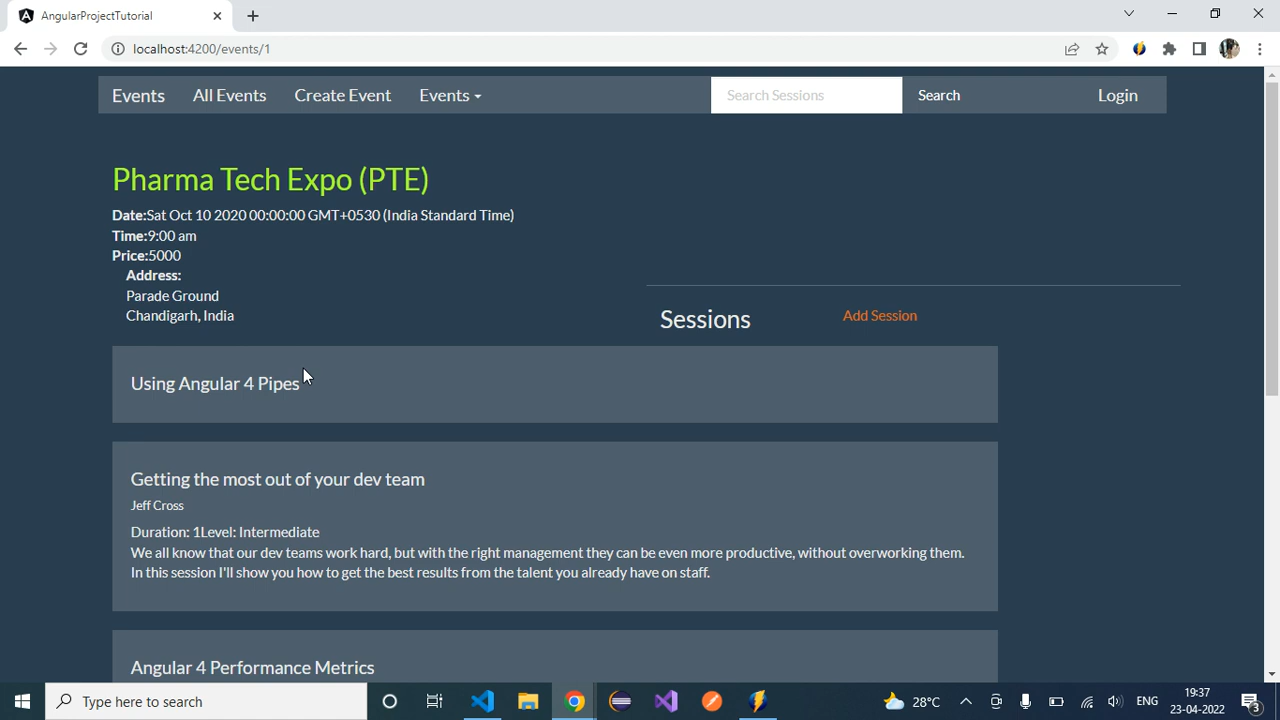 AngularProjectTutorial
localhost:4200/events/1
Events All Events Create Event Events Search Sessions Search Login
Pharma Tech Expo (PTE)
Date:Sat Oct 10 2020 00:00:00 GMT+0530 (India Standard Time)
Time:9:00 am
Price:5000
Address:
Parade Ground
Chandigarh, India
Sessions Add Session
Using Angular 4 Pipes
Getting the most out of your dev team
Jeff Cross
Duration: 1Level: Intermediate
We all know that our dev teams work hard, but with the right management they can be even more productive, without overworking them.
In this session I'll show you how to get the best results from the talent you already have on staff.
Angular 4 Performance Metrics
Type here to search
28°C
ENG
19:37
23-04-2022
3